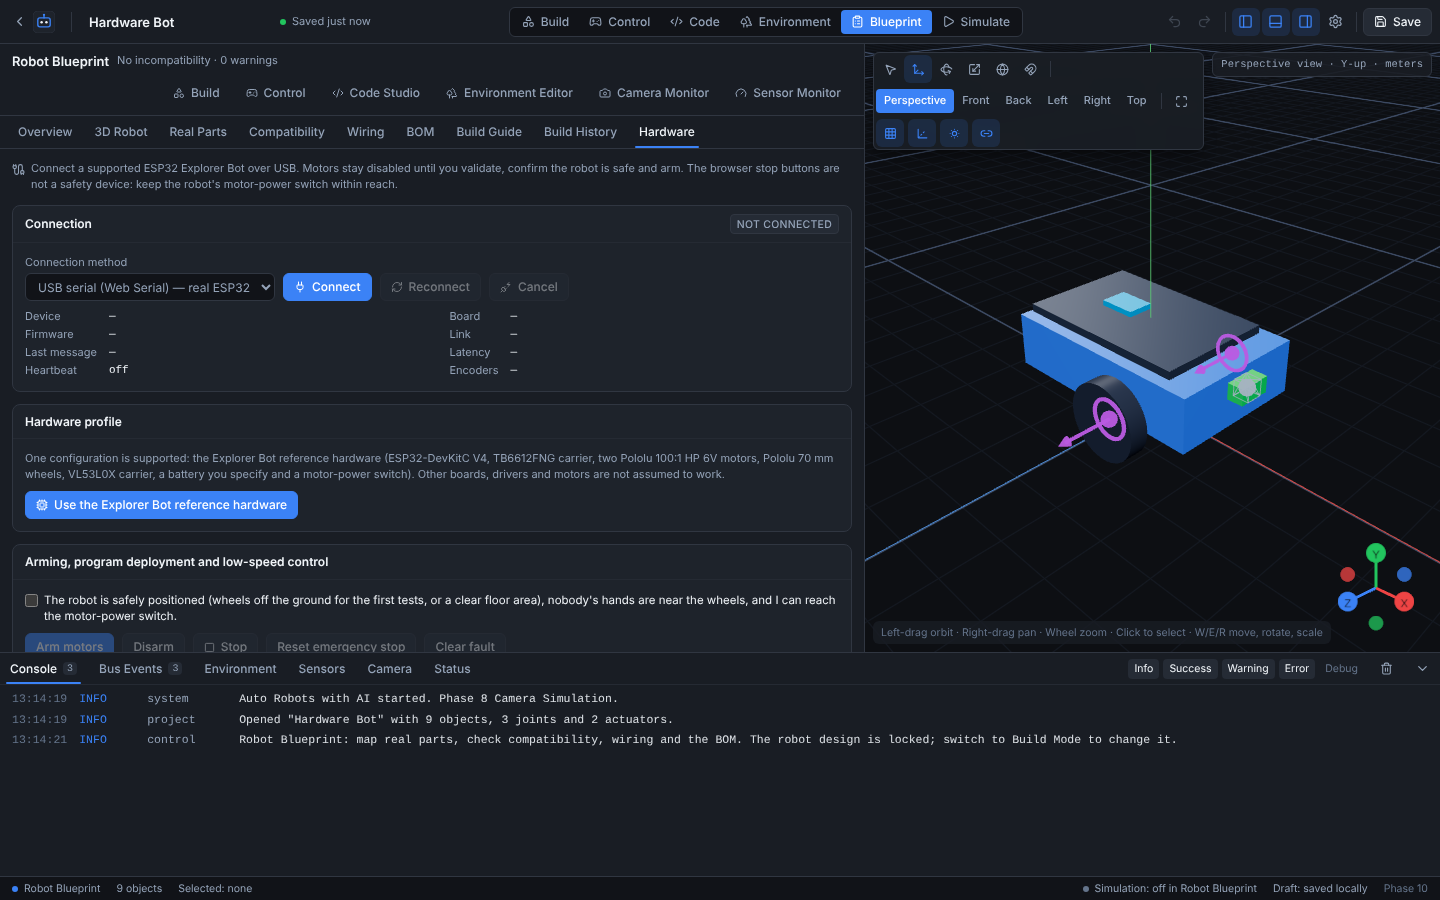 Hardware Bot
Saved just now
Build
Control
Code
Environment
Blueprint
Simulate
Save
Robot Blueprint
No incompatibility · 0 warnings
Build
Control
Code Studio
Environment Editor
Camera Monitor
Sensor Monitor
Overview
3D Robot
Real Parts
Compatibility
Wiring
BOM
Build Guide
Build History
Hardware
Connect a supported ESP32 Explorer Bot over USB. Motors stay disabled until you validate, confirm the robot is safe and arm. The browser stop buttons are
not a safety device: keep the robot's motor-power switch within reach.
Connection
NOT CONNECTED
Connection method
USB serial (Web Serial) — real ESP32
Connect
Reconnect
Cancel
Device —
Board —
Firmware —
Link —
Last message —
Latency —
Heartbeat off
Encoders —
Hardware profile
One configuration is supported: the Explorer Bot reference hardware (ESP32-DevKitC V4, TB6612FNG carrier, two Pololu 100:1 HP 6V motors, Pololu 70 mm
wheels, VL53L0X carrier, a battery you specify and a motor-power switch). Other boards, drivers and motors are not assumed to work.
Use the Explorer Bot reference hardware
Arming, program deployment and low-speed control
The robot is safely positioned (wheels off the ground for the first tests, or a clear floor area), nobody's hands are near the wheels, and I can reach
the motor-power switch.
Arm motors
Disarm
Stop
Reset emergency stop
Clear fault
Perspective view · Y-up · meters
Perspective
Front
Back
Left
Right
Top
Y
Z
X
Left-drag orbit · Right-drag pan · Wheel zoom · Click to select · W/E/R move, rotate, scale
Console 3
Bus Events 3
Environment
Sensors
Camera
Status
Info
Success
Warning
Error
Debug
13:14:19 INFO system Auto Robots with AI started. Phase 8 Camera Simulation.
13:14:19 INFO project Opened "Hardware Bot" with 9 objects, 3 joints and 2 actuators.
13:14:21 INFO control Robot Blueprint: map real parts, check compatibility, wiring and the BOM. The robot design is locked; switch to Build Mode to change it.
Robot Blueprint
9 objects
Selected: none
Simulation: off in Robot Blueprint
Draft: saved locally
Phase 10